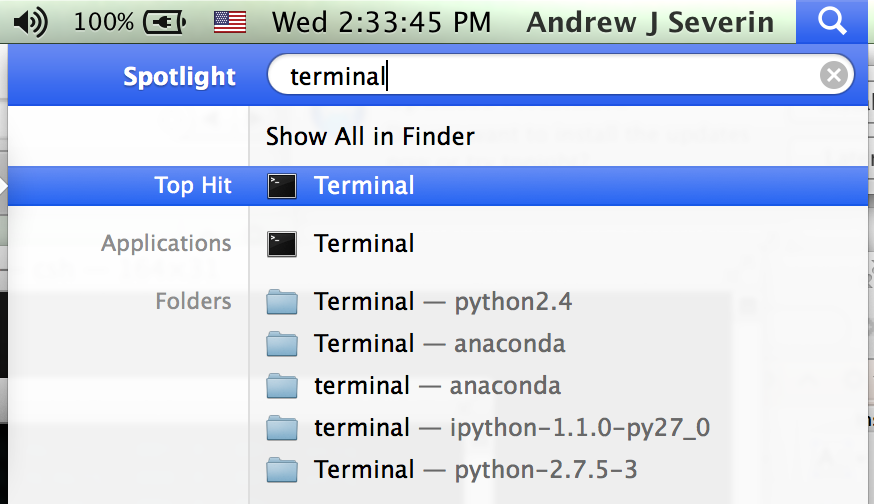 100% Wed 2:33:45 PM Andrew J Severin
Spotlight terminal
Show All in Finder
Top Hit Terminal
Applications Terminal
Folders Terminal — python2.4
Terminal — anaconda
terminal — anaconda
terminal — ipython-1.1.0-py27_0
Terminal — python-2.7.5-3